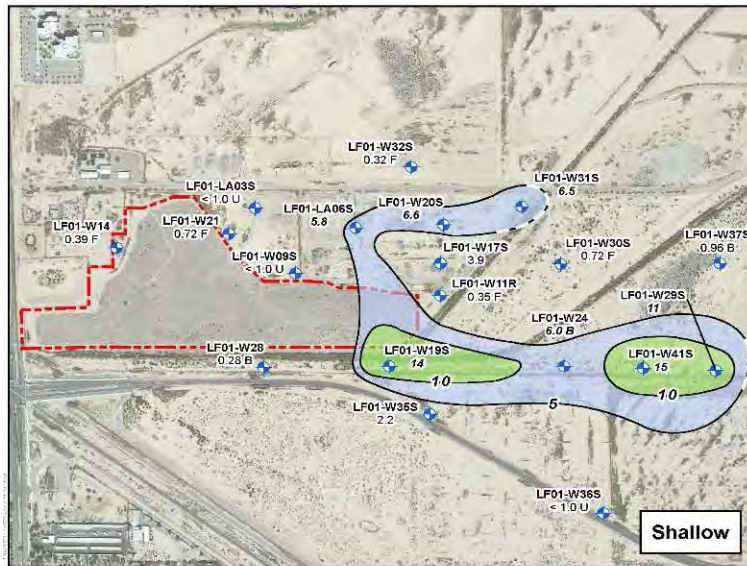 LF01-W32S
0.32 F
LF01-LA03S
< 1.0 U
LF01-LA06S
5.8
LF01-W20S
6.6
LF01-W31S
6.5
LF01-W14
0.39 F
LF01-W21
0.72 F
LF01-W09S
< 1.0 U
LF01-W17S
3.9
LF01-W30S
0.72 F
LF01-W37S
0.96 B
LF01-W11R
0.35 F
LF01-W29S
11
LF01-W24
6.0 B
LF01-W28
0.28 B
LF01-W19S
14
10
LF01-W41S
15
10
5
LF01-W35S
2.2
LF01-W36S
< 1.0 U
Shallow